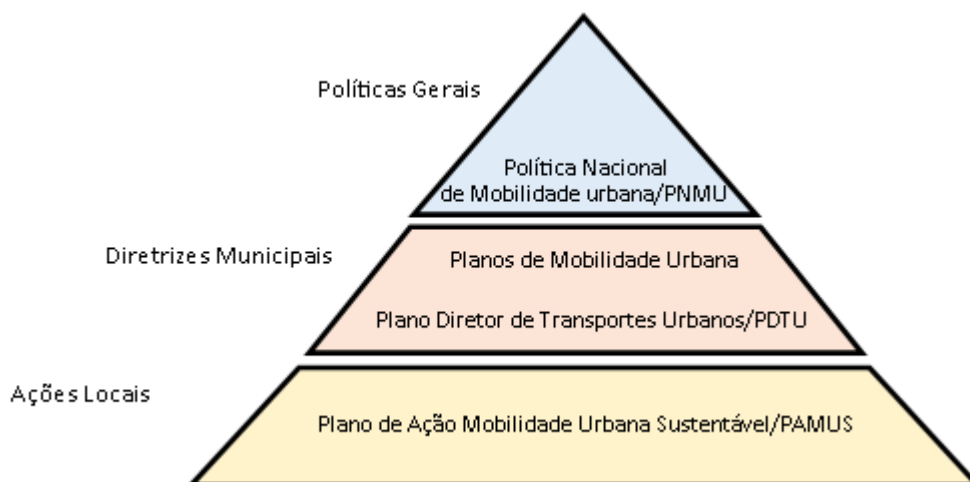 Políticas Gerais
Política Nacional
de Mobilidade urbana/PNMU
Diretrizes Municipais
Planos de Mobilidade Urbana
Plano Diretor de Transportes Urbanos/PDTU
Ações Locais
Plano de Ação Mobilidade Urbana Sustentável/PAMUS